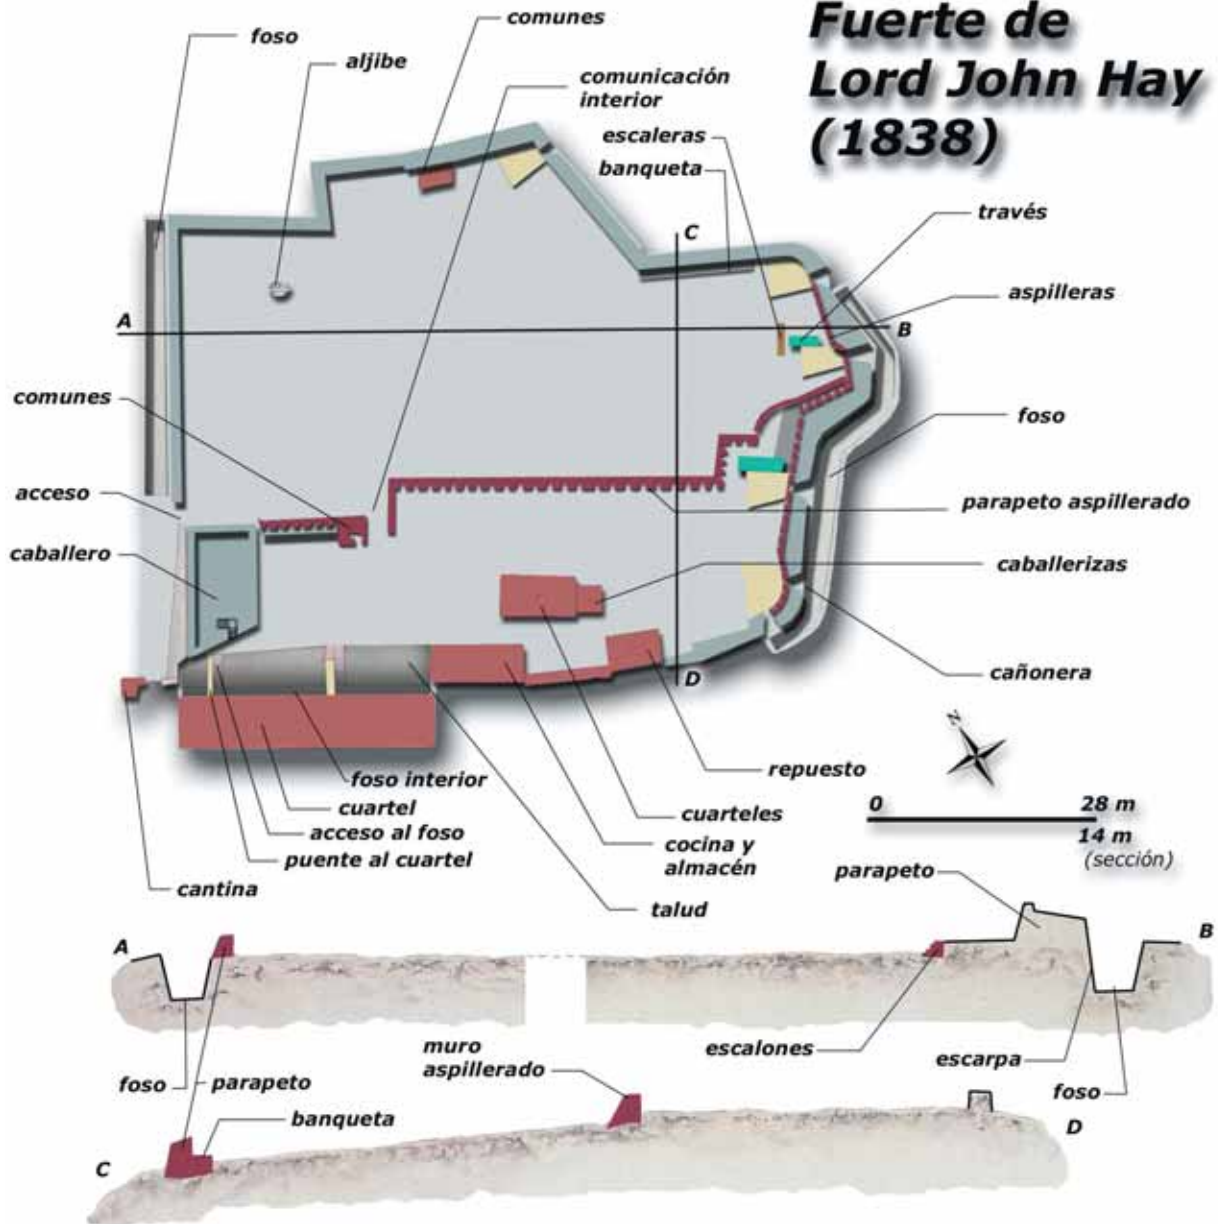 Fuerte de
Lord John Hay
(1838)
comunes
foso
aljibe
comunicación
interior
escaleras
banqueta
través
C
aspilleras
A
B
comunes
foso
acceso
parapeto aspillerado
caballero
caballerizas
cañonera
D
N
repuesto
foso interior
cuartel
acceso al foso
puente al cuartel
cuarteles
cocina y
almacén
cantina
talud
0 28 m
14 m
(sección)
parapeto
A
B
escalones
escarpa
foso
foso
parapeto
muro
aspillerado
banqueta
C
D